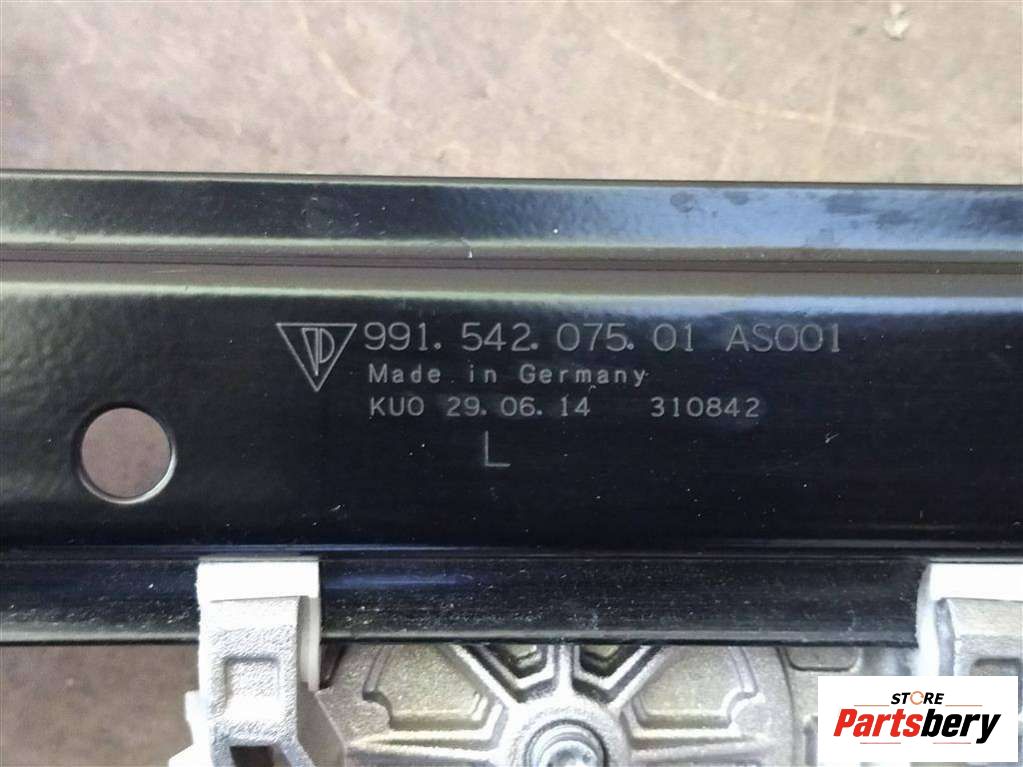 991. 542. 075. 01 AS001
Made in Germany
KUO 29. 06. 14 310842
L
STORE
Partsbery